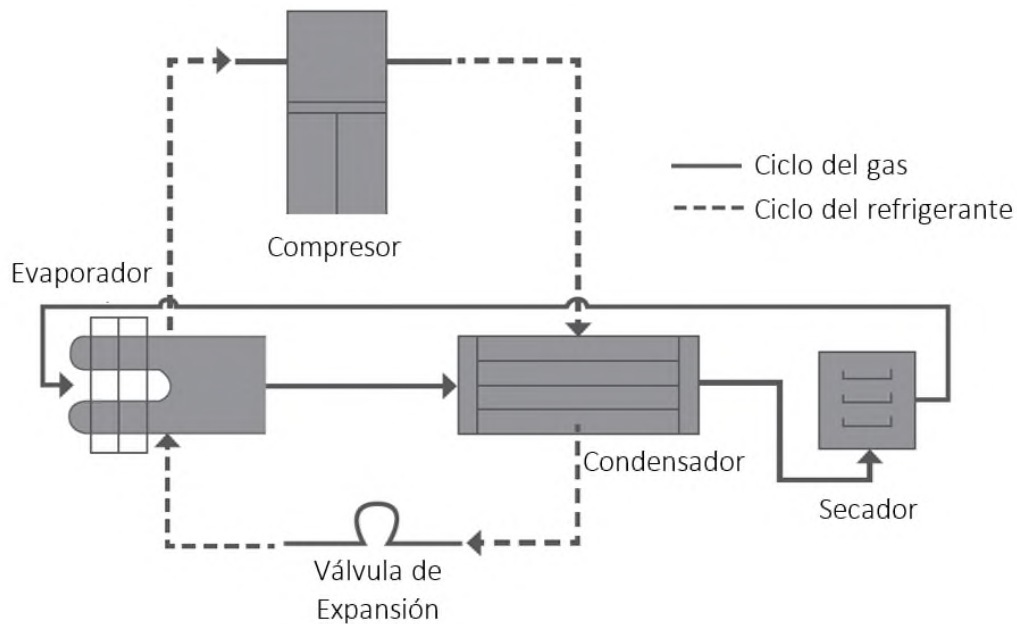 Ciclo del gas
Ciclo del refrigerante
Compresor
Evaporador
Condensador
Secador
Válvula de
Expansión